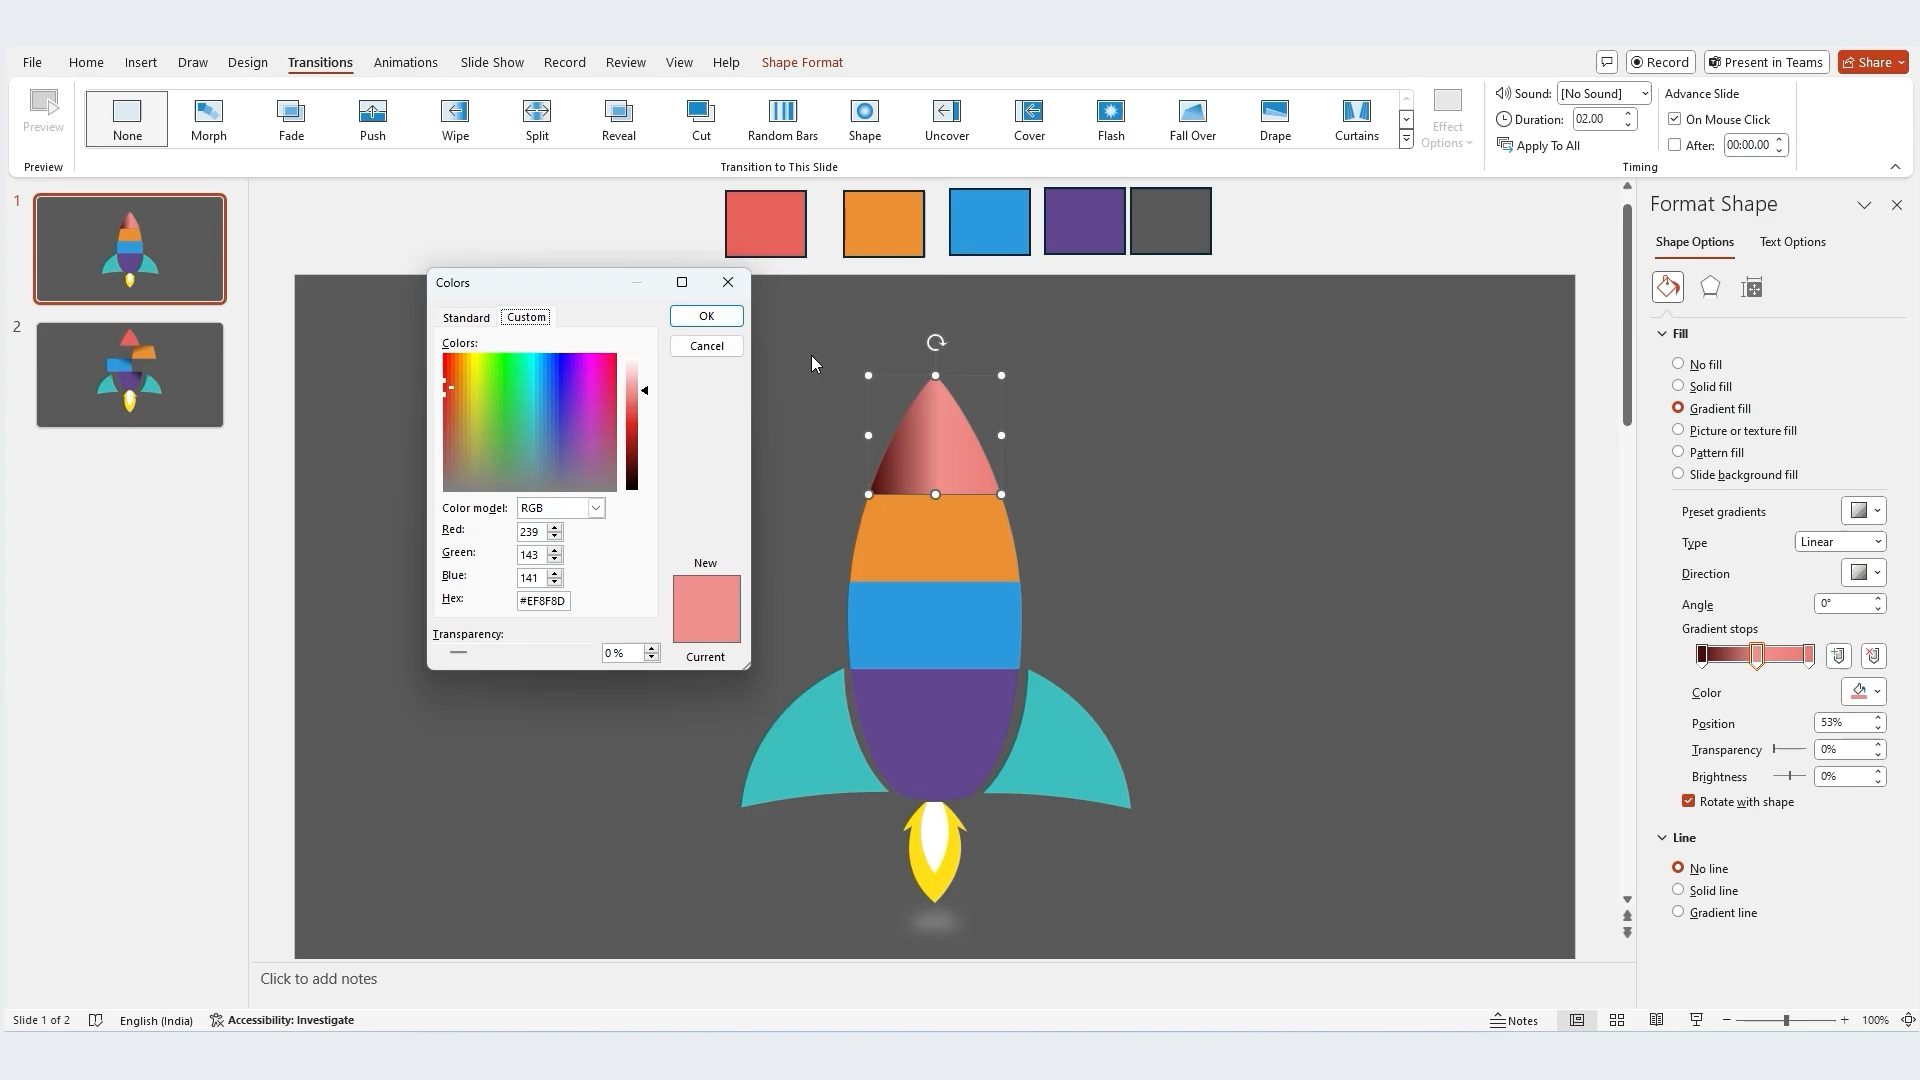 File Home Insert Draw Design Transitions Animations Slide Show Record Review View Help Shape Format Record Present in Teams Share
Preview None Morph Fade Push Wipe Split Reveal Cut Random Bars Shape Uncover Cover Flash Fall Over Drape Curtains Effect Options
Sound: [No Sound] Advance Slide
Duration: 02.00 On Mouse Click
Apply To All After: 00:00.00
Preview Transition to This Slide Timing
1
2
Colors
Standard Custom OK
Colors: Cancel
Color model: RGB
Red: 239
Green: 143
Blue: 141
Hex: #EF8F8D
Transparency: 0 %
New
Current
Format Shape
Shape Options Text Options
Fill
No fill
Solid fill
Gradient fill
Picture or texture fill
Pattern fill
Slide background fill
Preset gradients
Type Linear
Direction
Angle 0°
Gradient stops
Color
Position 53%
Transparency 0%
Brightness 0%
Rotate with shape
Line
No line
Solid line
Gradient line
Click to add notes
Slide 1 of 2 English (India) Accessibility: Investigate Notes 100%